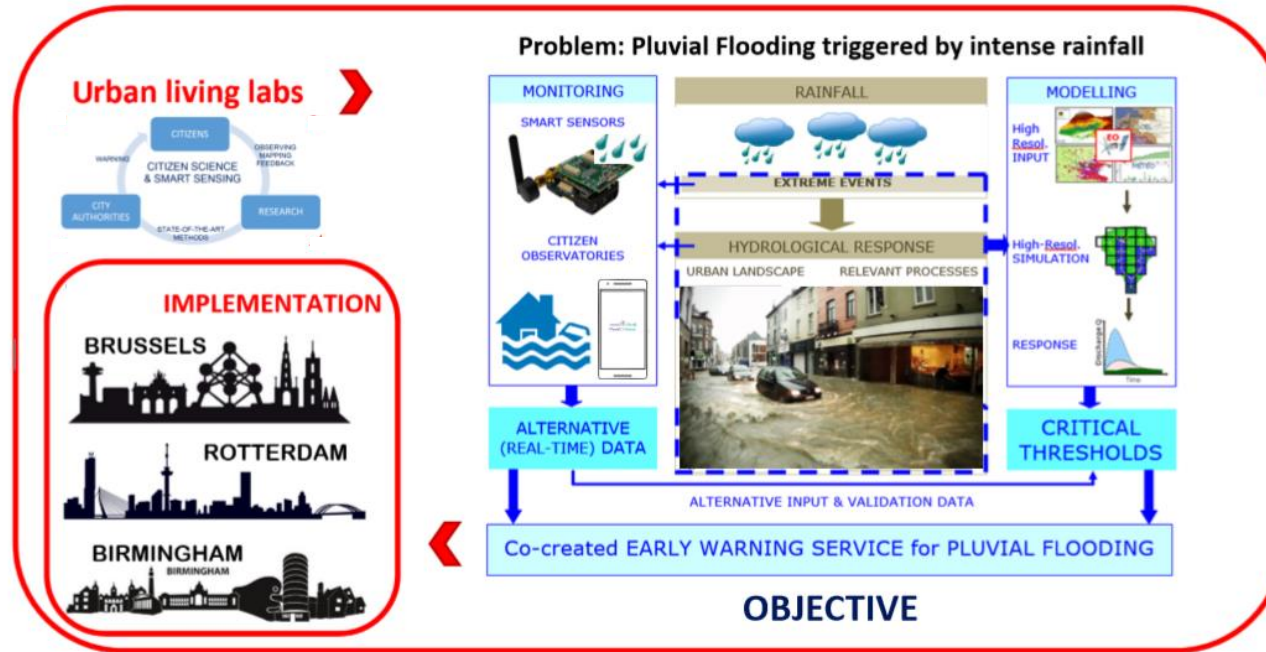 Problem: Pluvial Flooding triggered by intense rainfall
Urban living labs
CITIZENS
WARNING
OBSERVING
MAPPING
FEEDBACK
CITIZEN SCIENCE
& SMART SENSING
CITY
AUTHORITIES
RESEARCH
STATE-OF-THE-ART
METHODS
IMPLEMENTATION
BRUSSELS
ROTTERDAM
BIRMINGHAM
BIRMINGHAM
MONITORING
SMART SENSORS
CITIZEN
OBSERVATORIES
ALTERNATIVE
(REAL-TIME) DATA
RAINFALL
EXTREME EVENTS
HYDROLOGICAL RESPONSE
URBAN LANDSCAPE
RELEVANT PROCESSES
MODELLING
High
Resol.
INPUT
EO
High-Resol.
SIMULATION
RESPONSE
Discharge Q
Time
CRITICAL
THRESHOLDS
ALTERNATIVE INPUT & VALIDATION DATA
Co-created EARLY WARNING SERVICE for PLUVIAL FLOODING
OBJECTIVE